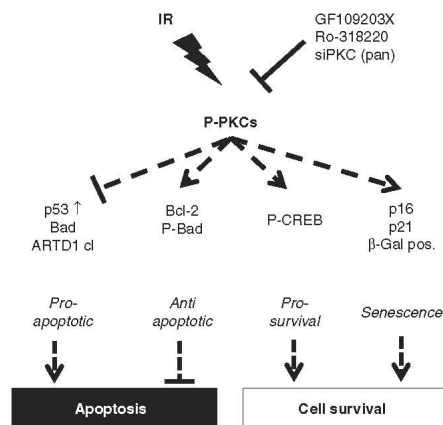 IR
GF109203X
Ro-318220
siPKC (pan)
P-PKCs
p53 ↑
Bad
ARTD1 cl
Bcl-2
P-Bad
P-CREB
p16
p21
β-Gal pos.
Pro-
apoptotic
Anti
apoptotic
Pro-
survival
Senescence
Apoptosis
Cell survival